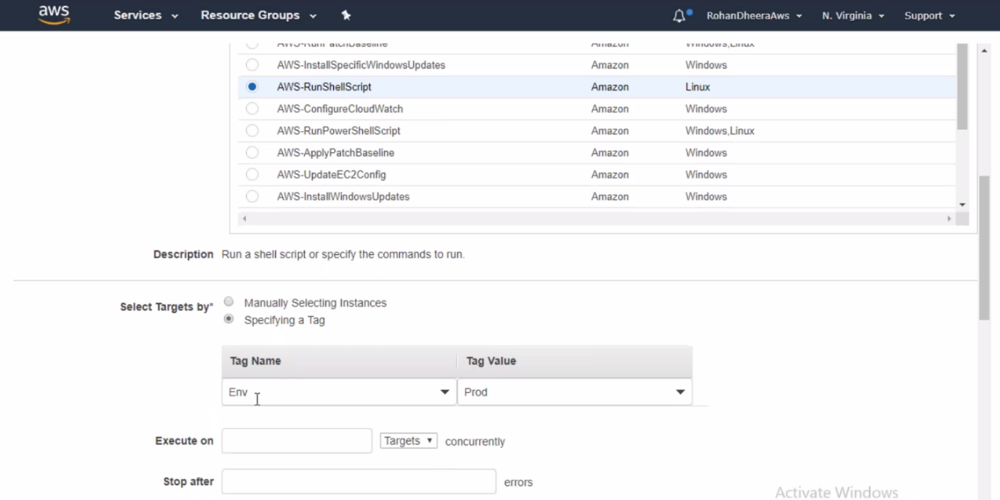 aws Services Resource Groups RohanDheeraAws N. Virginia Support
AWS-RunPatchBaseline Amazon Windows,Linux
AWS-InstallSpecificWindowsUpdates Amazon Windows
AWS-RunShellScript Amazon Linux
AWS-ConfigureCloudWatch Amazon Windows
AWS-RunPowerShellScript Amazon Windows,Linux
AWS-ApplyPatchBaseline Amazon Windows
AWS-UpdateEC2Config Amazon Windows
AWS-InstallWindowsUpdates Amazon Windows
Description Run a shell script or specify the commands to run.
Select Targets by* Manually Selecting Instances
Specifying a Tag
Tag Name Tag Value
Env Prod
Execute on Targets concurrently
Stop after errors
Activate Windows